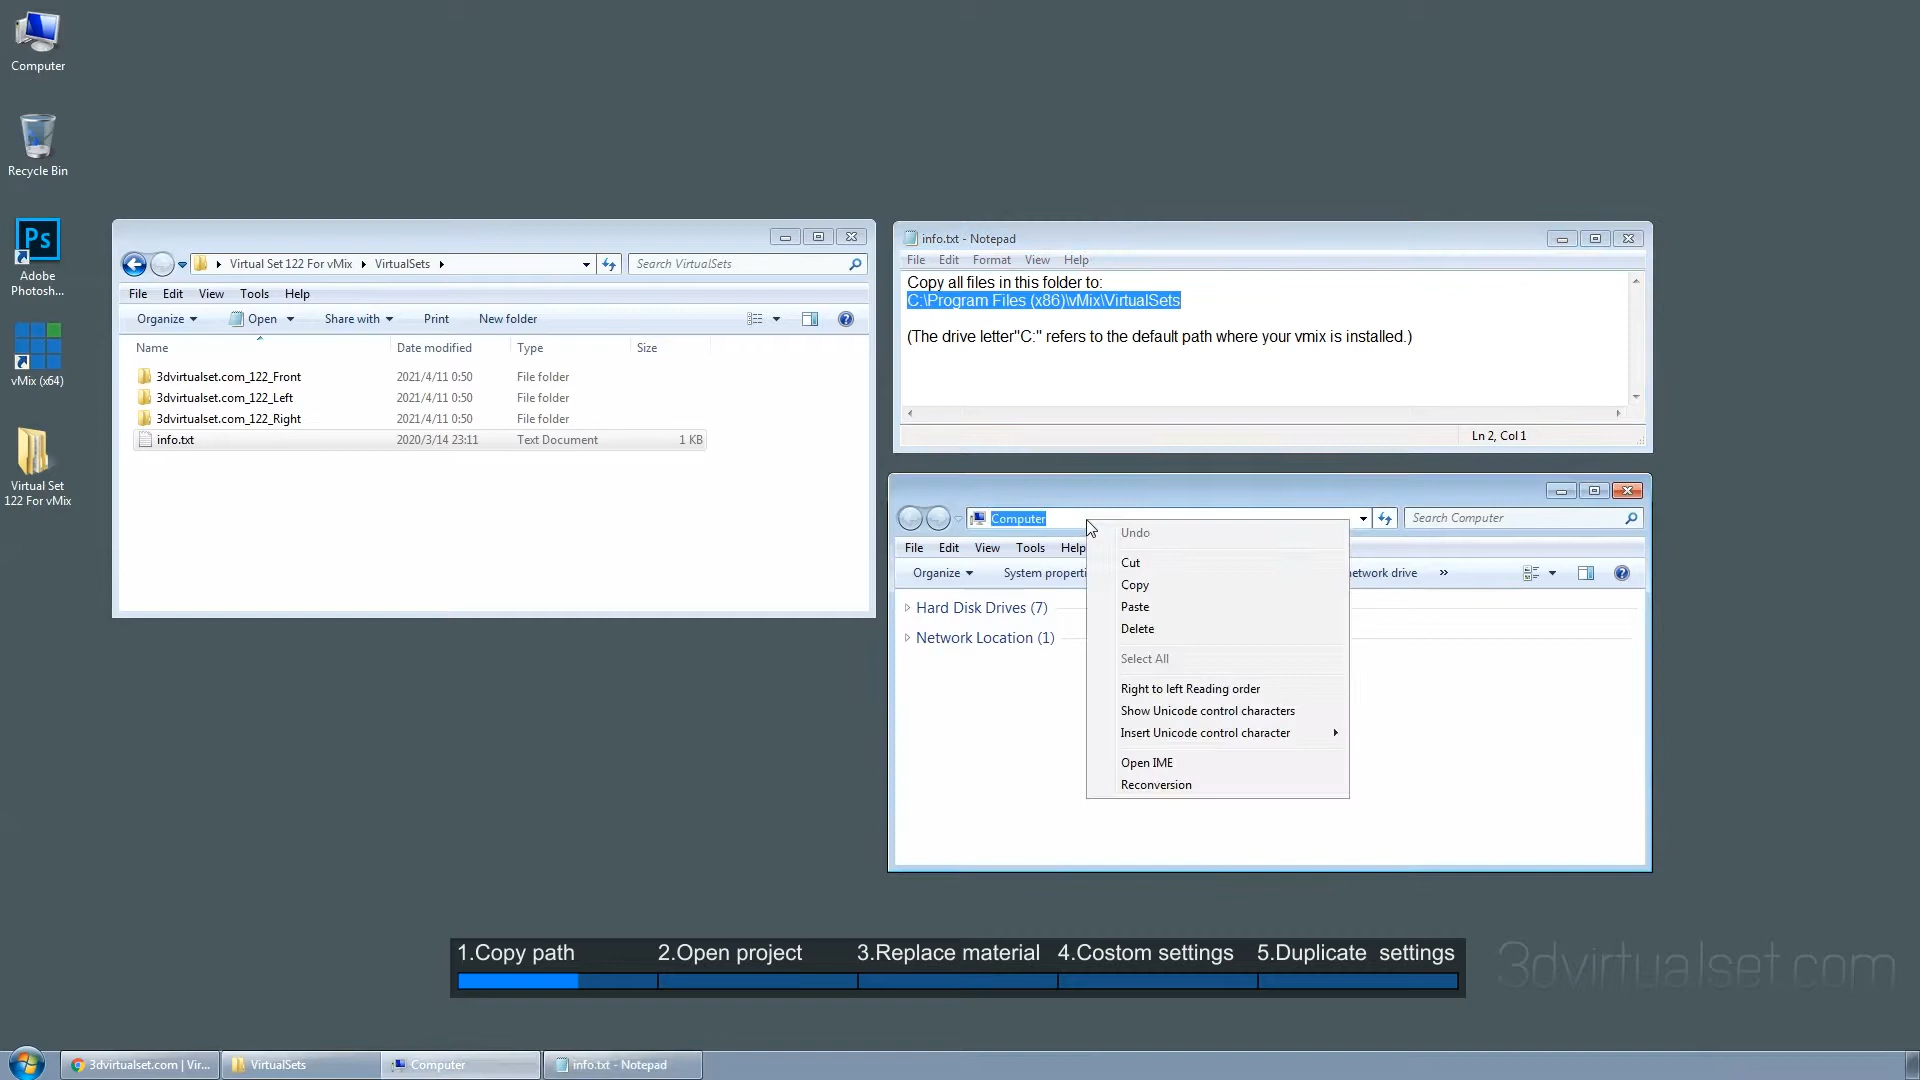 Computer
Recycle Bin
Ps
Adobe
Photosh...
vMix (x64)
Virtual Set
122 For vMix
Virtual Set 122 For vMix
VirtualSets
Search VirtualSets
File Edit View Tools Help
Organize Open Share with Print New folder
Name Date modified Type Size
3dvirtualset.com_122_Front 2021/4/11 0:50 File folder
3dvirtualset.com_122_Left 2021/4/11 0:50 File folder
3dvirtualset.com_122_Right 2021/4/11 0:50 File folder
info.txt 2020/3/14 23:11 Text Document 1 KB
info.txt - Notepad
File Edit Format View Help
Copy all files in this folder to:
C:\Program Files (x86)\vMix\VirtualSets
(The drive letter"C:" refers to the default path where your vmix is installed.)
Ln 2, Col 1
Computer
Search Computer
File Edit View Tools Help
Organize System properti network drive »
Hard Disk Drives (7)
Network Location (1)
Undo
Cut
Copy
Paste
Delete
Select All
Right to left Reading order
Show Unicode control characters
Insert Unicode control character
Open IME
Reconversion
1.Copy path 2.Open project 3.Replace material 4.Costom settings 5.Duplicate settings
3dvirtualset.com
3dvirtualset.com | Vir... VirtualSets Computer info.txt - Notepad